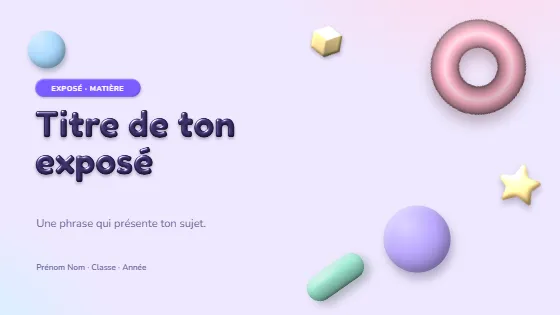 EXPOSÉ · MATIÈRE
Titre de ton
exposé
Une phrase qui présente ton sujet.
Prénom Nom · Classe · Année